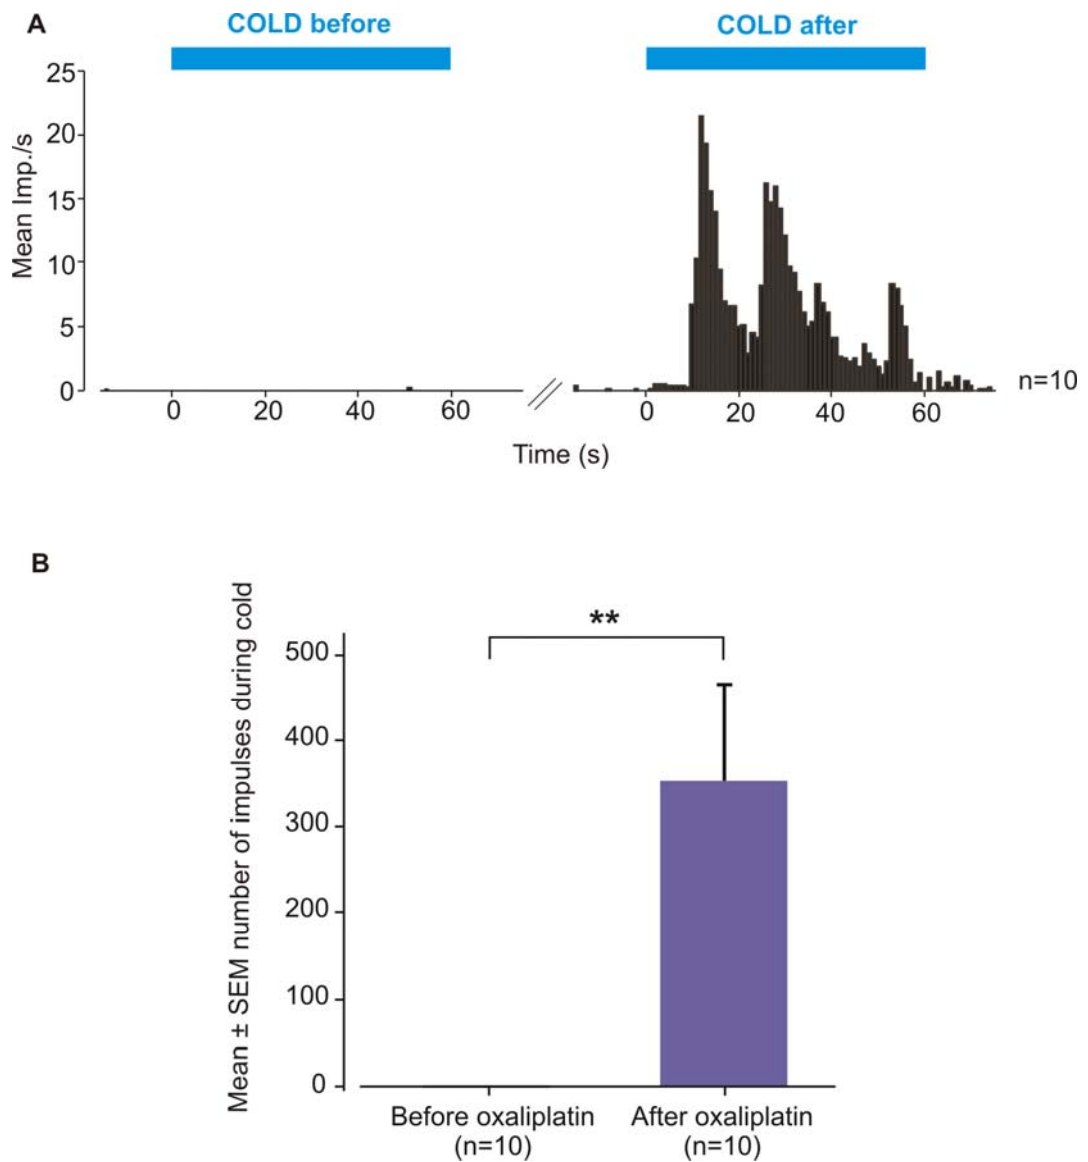 A
COLD before
COLD after
Mean Imp./s
25
20
15
10
5
0
0
20
40
60
0
20
40
60
n=10
Time (s)
B
Mean ± SEM number of impulses during cold
**
500
400
300
200
100
0
Before oxaliplatin
(n=10)
After oxaliplatin
(n=10)